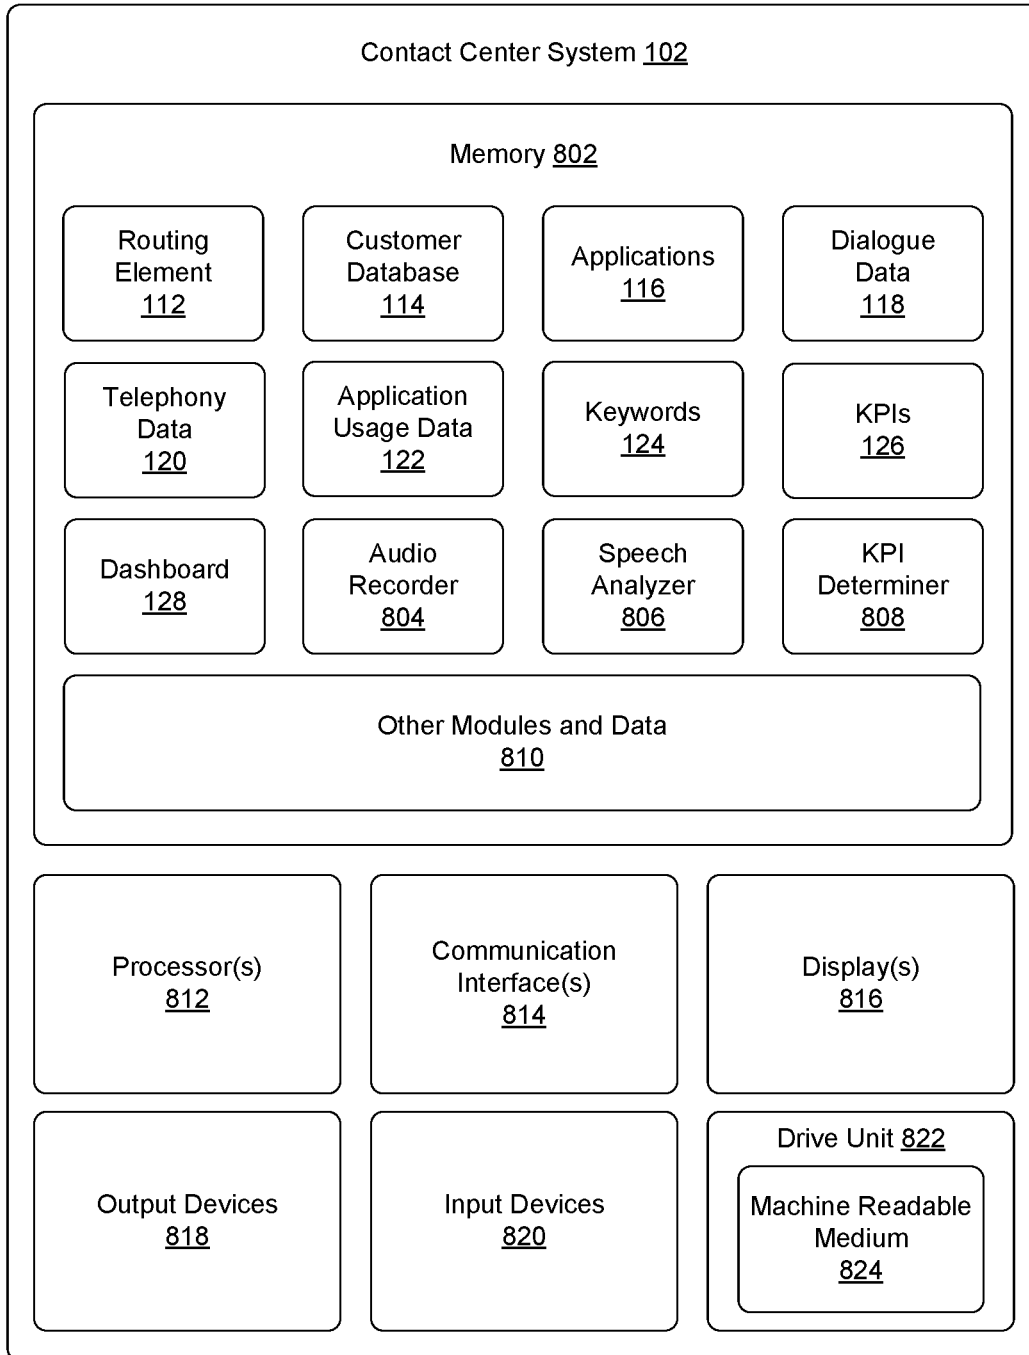 Contact Center System 102
Memory 802
Routing
Element
112
Customer
Database
114
Applications
116
Dialogue
Data
118
Telephony
Data
120
Application
Usage Data
122
Keywords
124
KPIs
126
Dashboard
128
Audio
Recorder
804
Speech
Analyzer
806
KPI
Determiner
808
Other Modules and Data
810
Processor(s)
812
Communication
Interface(s)
814
Display(s)
816
Output Devices
818
Input Devices
820
Drive Unit 822
Machine Readable
Medium
824